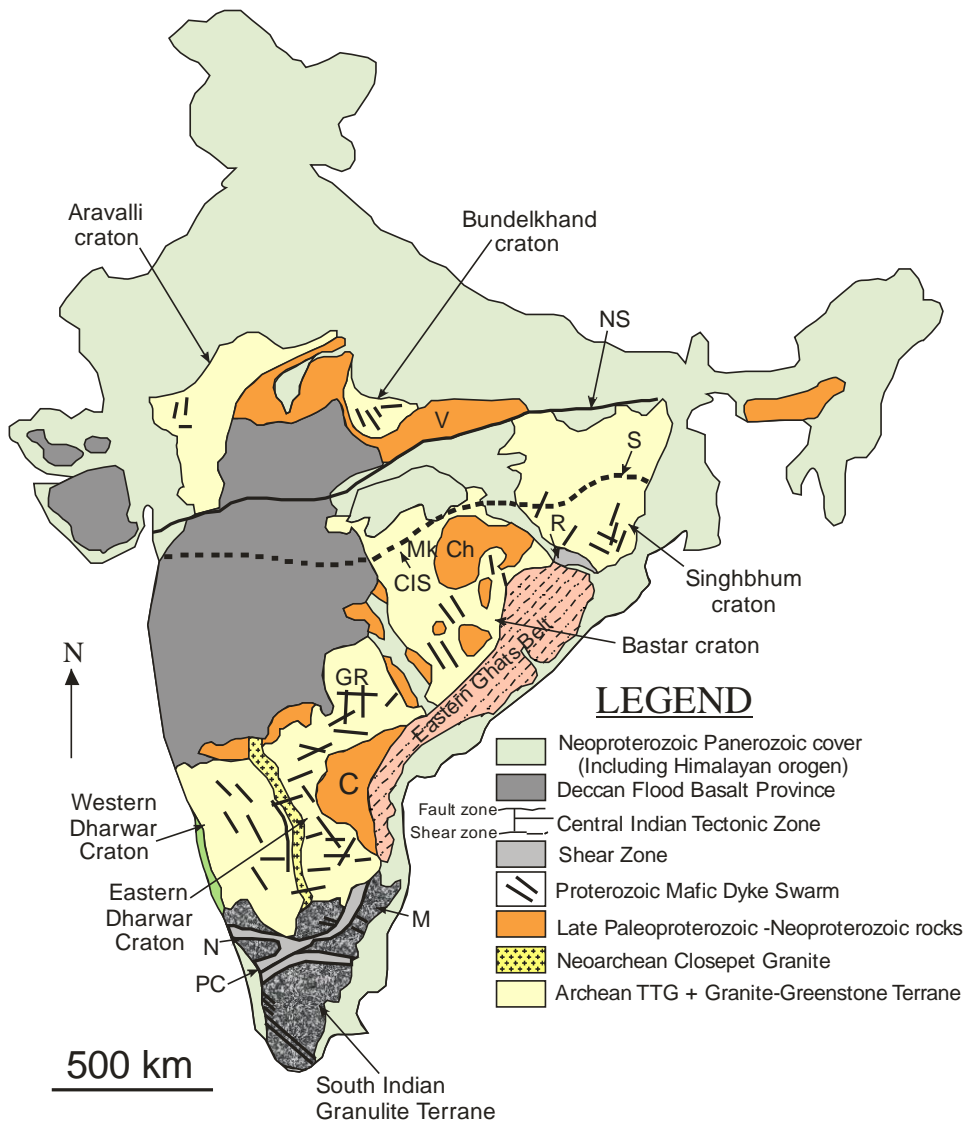 Aravalli
craton
Bundelkhand
craton
NS
V
S
R
Mk Ch
CIS
Singhbhum
craton
Bastar craton
Eastern Ghats Belt
N
GR
C
Western
Dharwar
Craton
Eastern
Dharwar
Craton
M
N
PC
500 km
South Indian
Granulite Terrane
LEGEND
Neoproterozoic Panerozoic cover
(Including Himalayan orogen)
Deccan Flood Basalt Province
Fault zone
Shear zone
Central Indian Tectonic Zone
Shear Zone
Proterozoic Mafic Dyke Swarm
Late Paleoproterozoic -Neoproterozoic rocks
Neoarchean Closepet Granite
Archean TTG + Granite-Greenstone Terrane